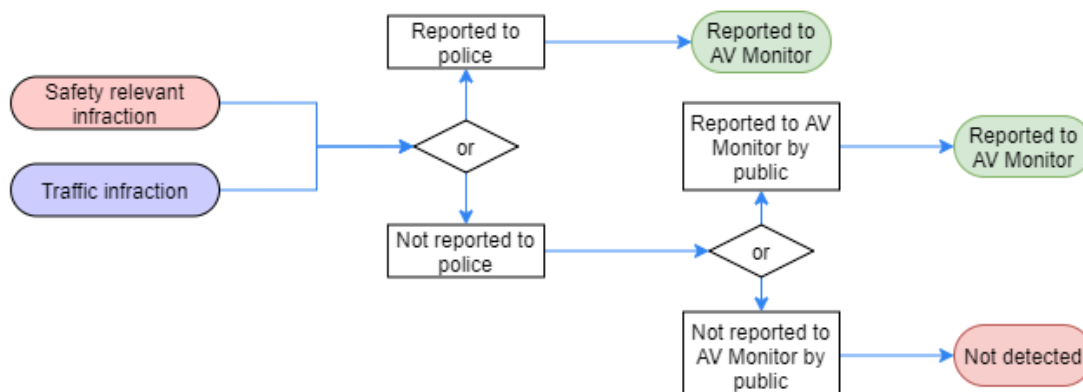 Reported to
police
Reported to
AV Monitor
Safety relevant
infraction
or
Reported to AV
Monitor by
public
Reported to
AV Monitor
Traffic infraction
Not reported to
police
or
Not reported to
AV Monitor by
public
Not detected